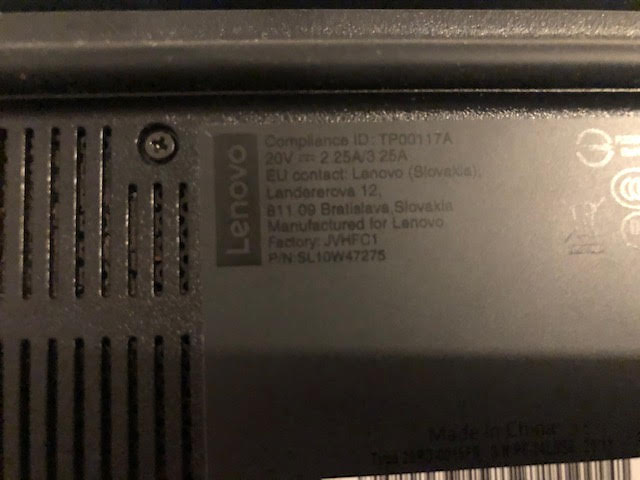 Lenovo
Compliance ID: TP00117A
20V ⎓ 2.25A/3.25A
EU contact: Lenovo (Slovakia),
Landererova 12,
811 09 Bratislava,Slovakia
Manufactured for Lenovo
Factory: JVHFC1
P/N:SL10W47275
Made in China
Type